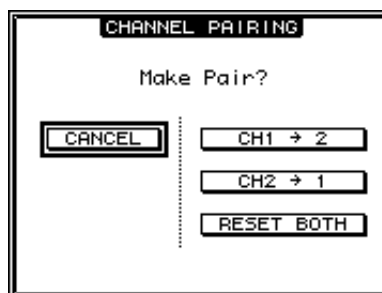 CHANNEL PAIRING
Make Pair?
CANCEL
CH1 → 2
CH2 → 1
RESET BOTH